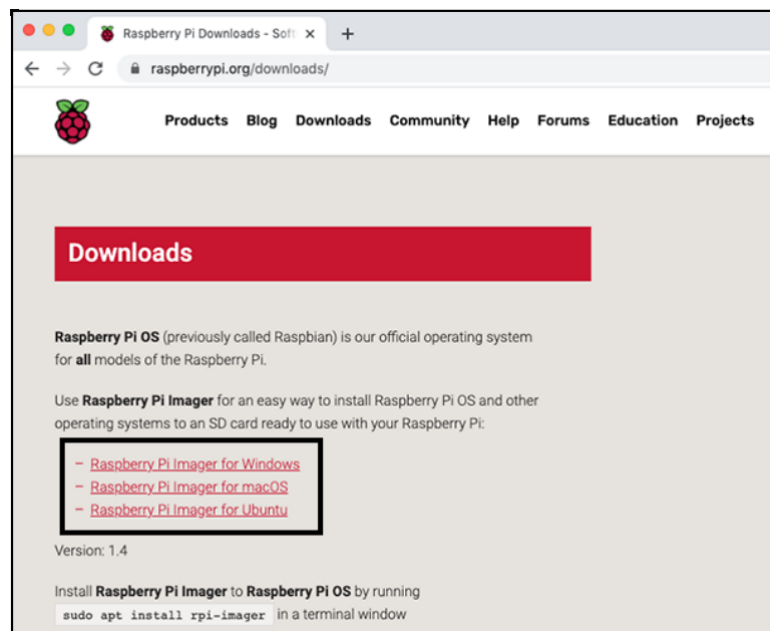 Raspberry Pi Downloads - Soft
raspberrypi.org/downloads/
Products Blog Downloads Community Help Forums Education Projects
Downloads
Raspberry Pi OS (previously called Raspbian) is our official operating system
for all models of the Raspberry Pi.
Use Raspberry Pi Imager for an easy way to install Raspberry Pi OS and other
operating systems to an SD card ready to use with your Raspberry Pi:
– Raspberry Pi Imager for Windows
– Raspberry Pi Imager for macOS
– Raspberry Pi Imager for Ubuntu
Version: 1.4
Install Raspberry Pi Imager to Raspberry Pi OS by running
sudo apt install rpi-imager in a terminal window